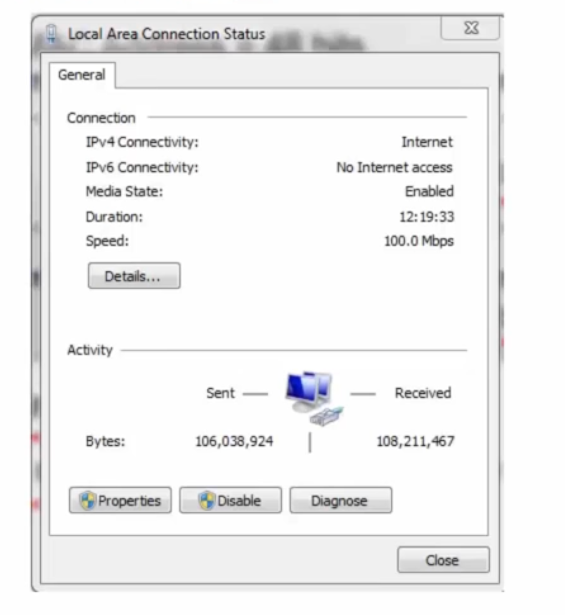 Local Area Connection Status
General
Connection
IPv4 Connectivity: Internet
IPv6 Connectivity: No Internet access
Media State: Enabled
Duration: 12:19:33
Speed: 100.0 Mbps
Details...
Activity
Sent Received
Bytes: 106,038,924 108,211,467
Properties Disable Diagnose
Close